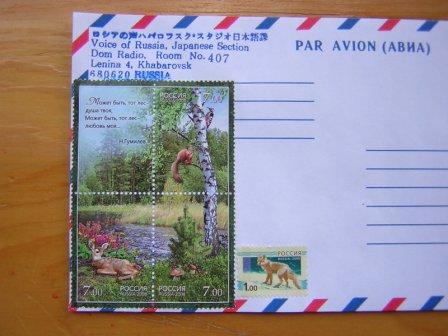 ロシアの声ハバロフスク・スタジオ日本語課
Voice of Russia, Japanese Section
Dom Radio, Room No. 407
Lenina 4, Khabarovsk
680620 RUSSIA
PAR AVION (АВИА)
...Может быть, тот лес-
душа твоя,
Может быть, тот лес-
любовь моя...
Н.Гумилев
РОССИЯ
7.00
РОССИЯ
7.00
РОССИЯ
7.00
РОССИЯ
1.00